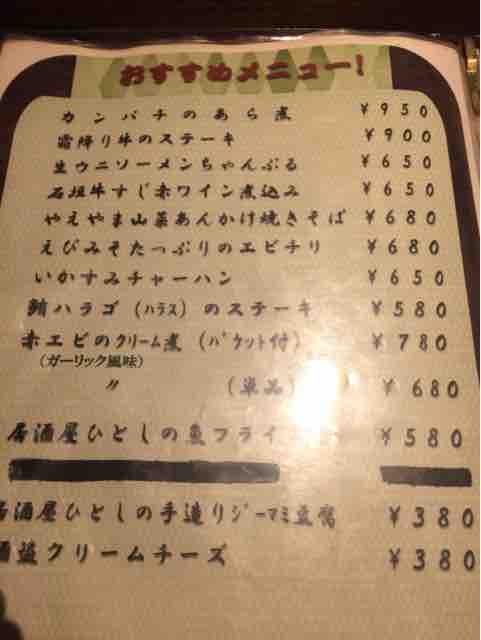 おすすめメニュー!
カンパチのあら煮 ¥950
霜降り牛のステーキ ¥900
生ウニソーメンちゃんぷる ¥650
石垣牛すじ赤ワイン煮込み ¥650
やえやま山菜あんかけ焼きそば ¥680
えびみそたっぷりのエビチリ ¥680
いかすみチャーハン ¥650
鮪ハラゴ(ハラス)のステーキ ¥580
赤エビのクリーム煮(バケット付) ¥780
(ガーリック風味)
〃 (単品) ¥680
居酒屋ひとしの魚フライ ¥580
居酒屋ひとしの手造りジーマミ豆腐 ¥380
酒盗クリームチーズ ¥380